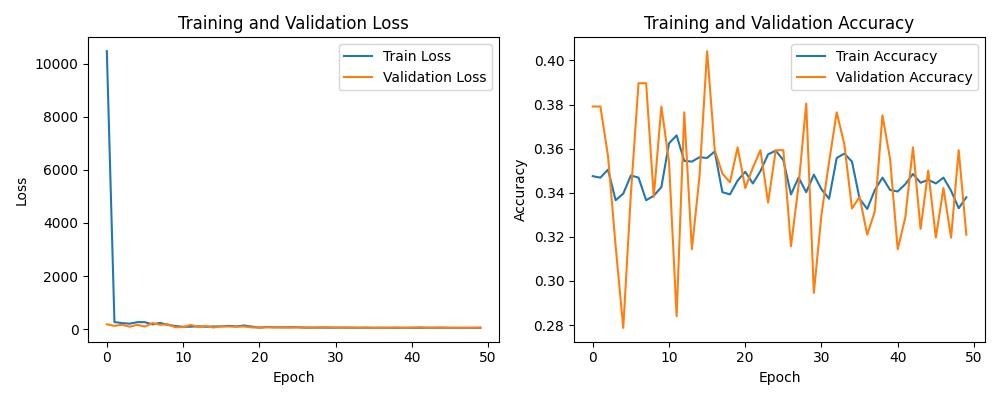 Training and Validation Loss
Train Loss
Validation Loss
10000
8000
6000
4000
2000
0
Loss
0 10 20 30 40 50
Epoch
Training and Validation Accuracy
Train Accuracy
Validation Accuracy
0.40
0.38
0.36
0.34
0.32
0.30
0.28
Accuracy
0 10 20 30 40 50
Epoch